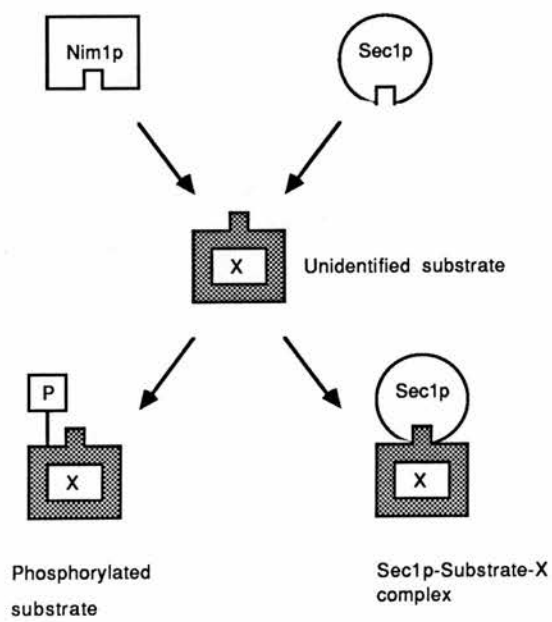 Nim1p
Sec1p
X
Unidentified substrate
P
X
Sec1p
X
Phosphorylated
substrate
Sec1p-Substrate-X
complex